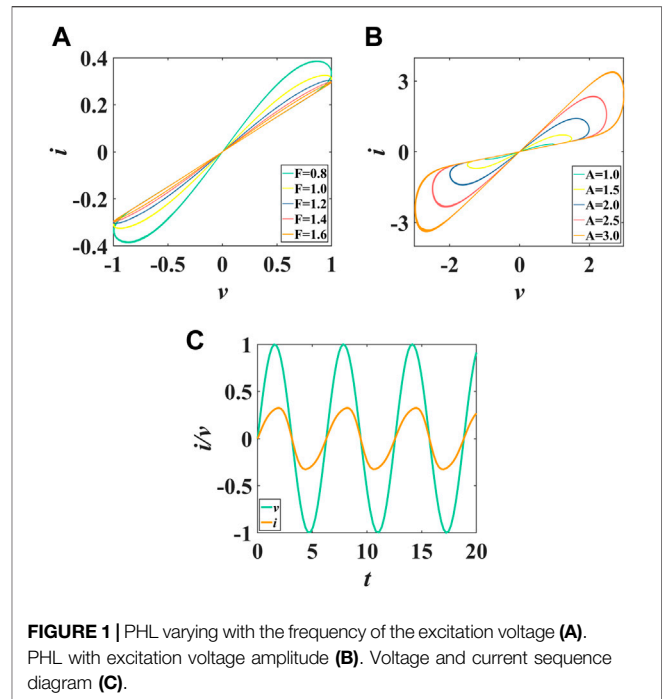 A
0.4
0.2
0
-0.2
-0.4
i
-1
-0.5
0
0.5
1
v
F=0.8
F=1.0
F=1.2
F=1.4
F=1.6
B
3
0
-3
i
-2
0
2
v
A=1.0
A=1.5
A=2.0
A=2.5
A=3.0
C
1
0.5
0
-0.5
-1
i/v
0
5
10
15
20
t
v
i
FIGURE 1 | PHL varying with the frequency of the excitation voltage (A).
PHL with excitation voltage amplitude (B). Voltage and current sequence
diagram (C).